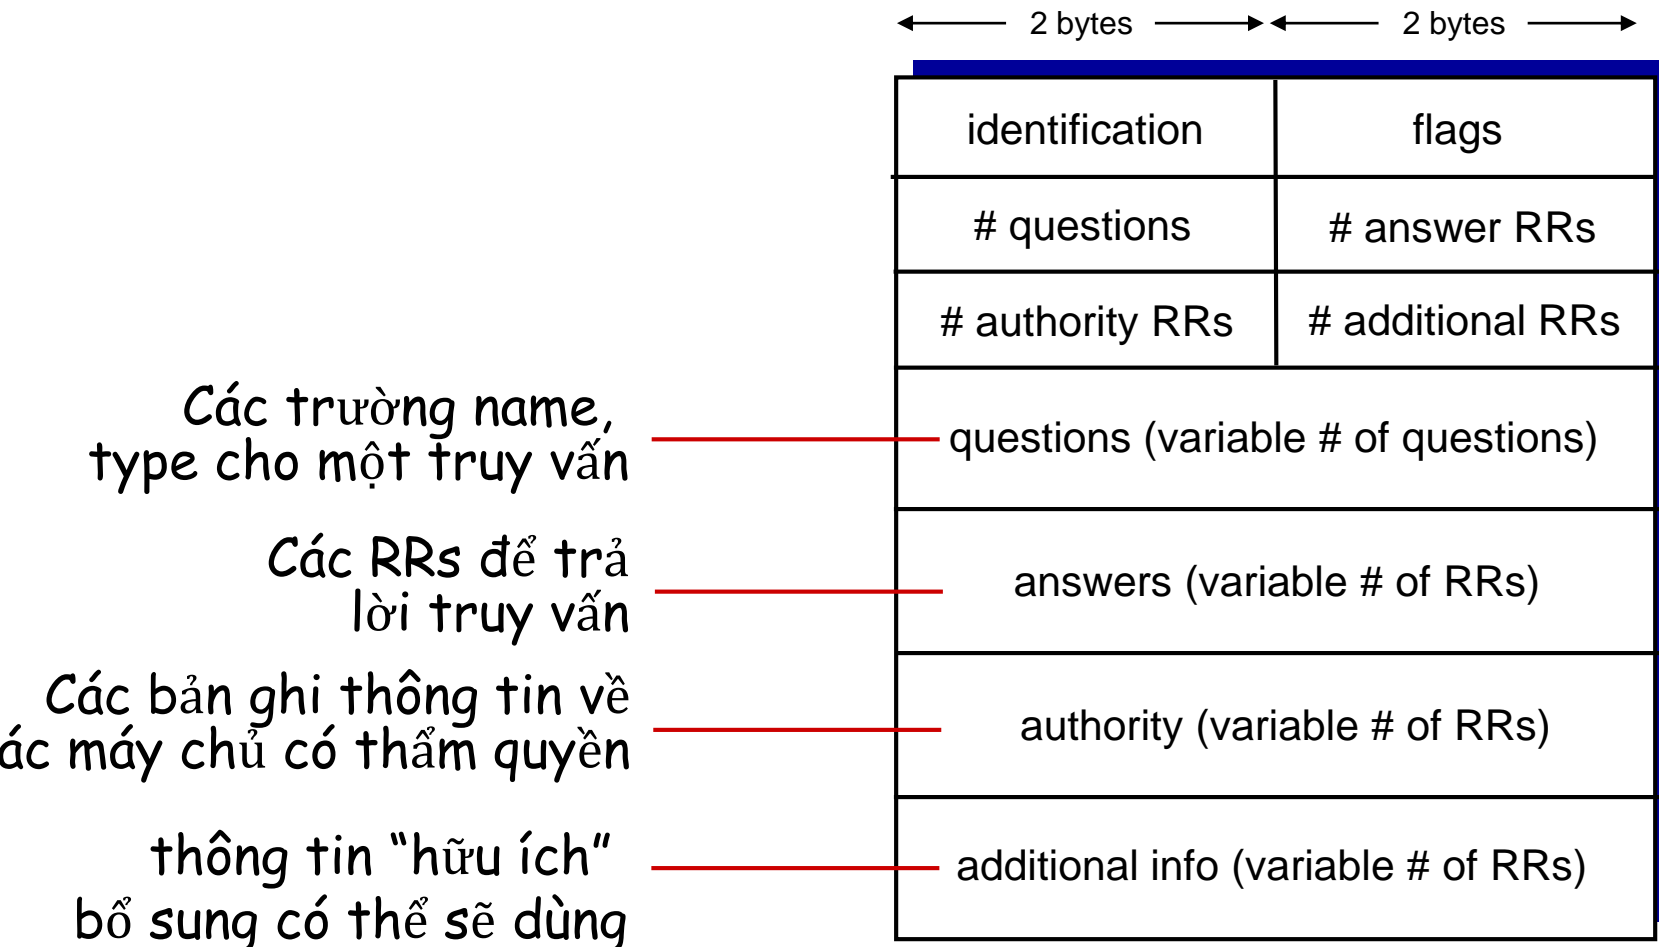 2 bytes 2 bytes
identification flags
# questions # answer RRs
# authority RRs # additional RRs
Các trường name,
type cho một truy vấn
questions (variable # of questions)
Các RRs để trả
lời truy vấn
answers (variable # of RRs)
Các bản ghi thông tin về
ác máy chủ có thẩm quyền
authority (variable # of RRs)
thông tin “hữu ích”
bổ sung có thể sẽ dùng
additional info (variable # of RRs)